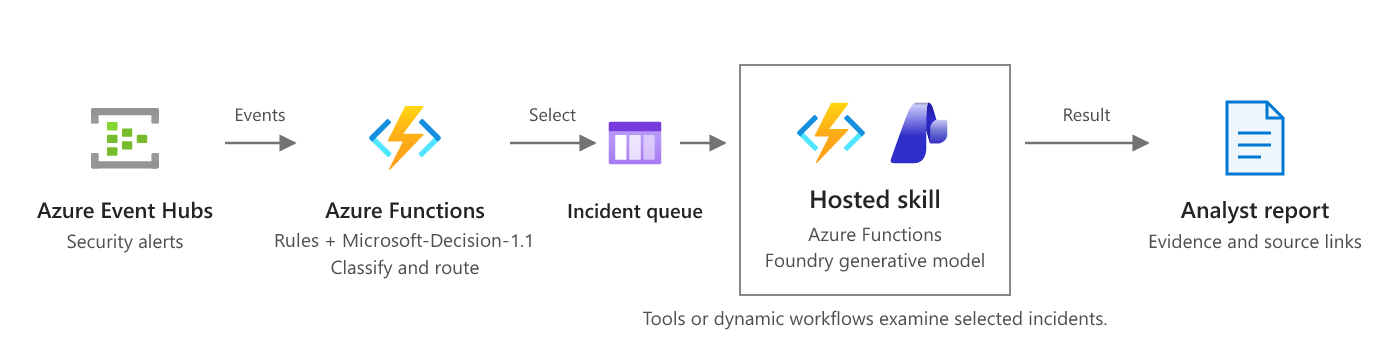 Events
Select
Result
Azure Event Hubs
Security alerts
Azure Functions
Rules + Microsoft-Decision-1.1
Classify and route
Incident queue
Hosted skill
Azure Functions
Foundry generative model
Analyst report
Evidence and source links
Tools or dynamic workflows examine selected incidents.